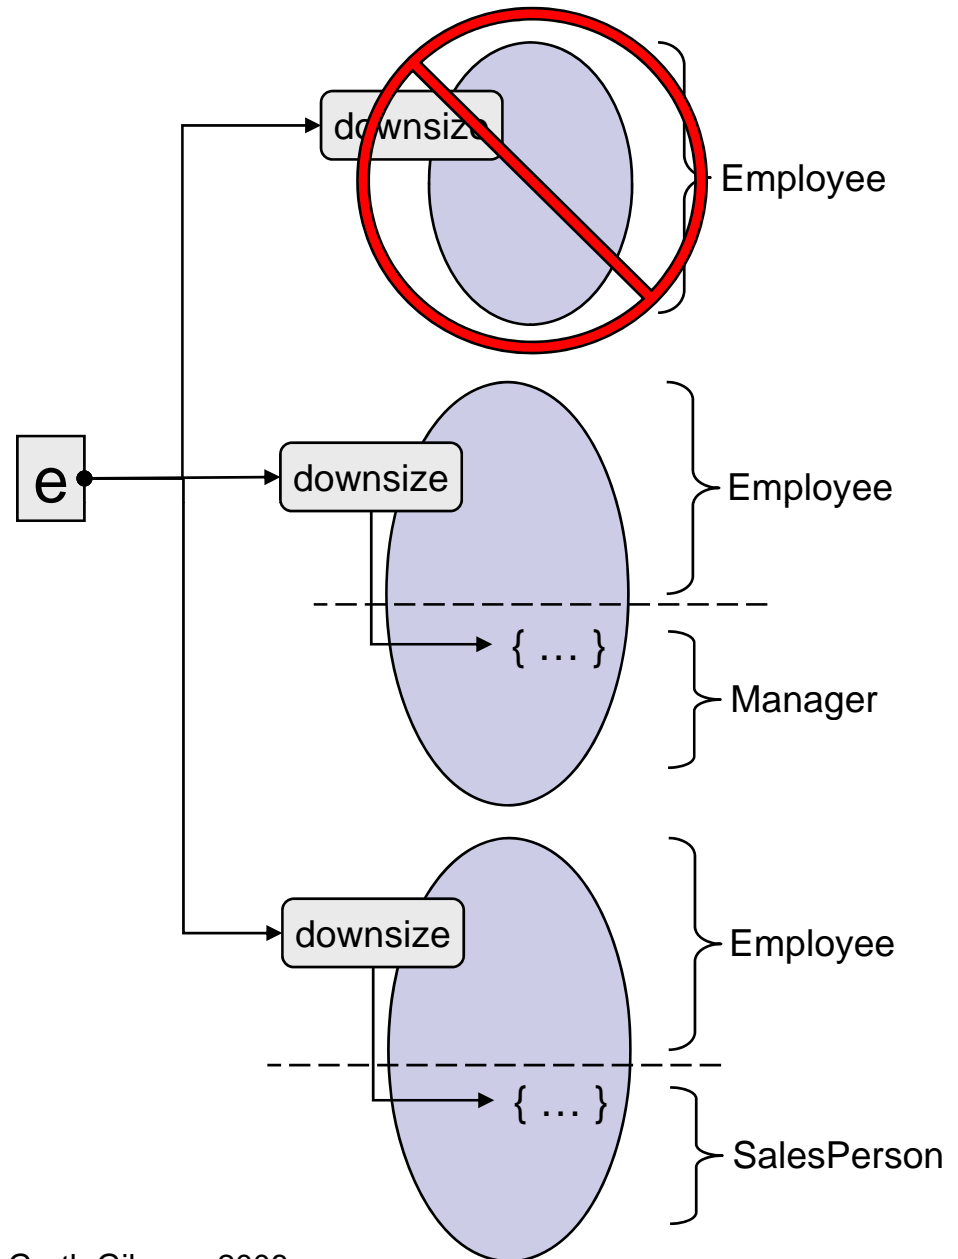 downsize
Employee
e
downsize
Employee
{ ... }
Manager
downsize
Employee
{ ... }
SalesPerson